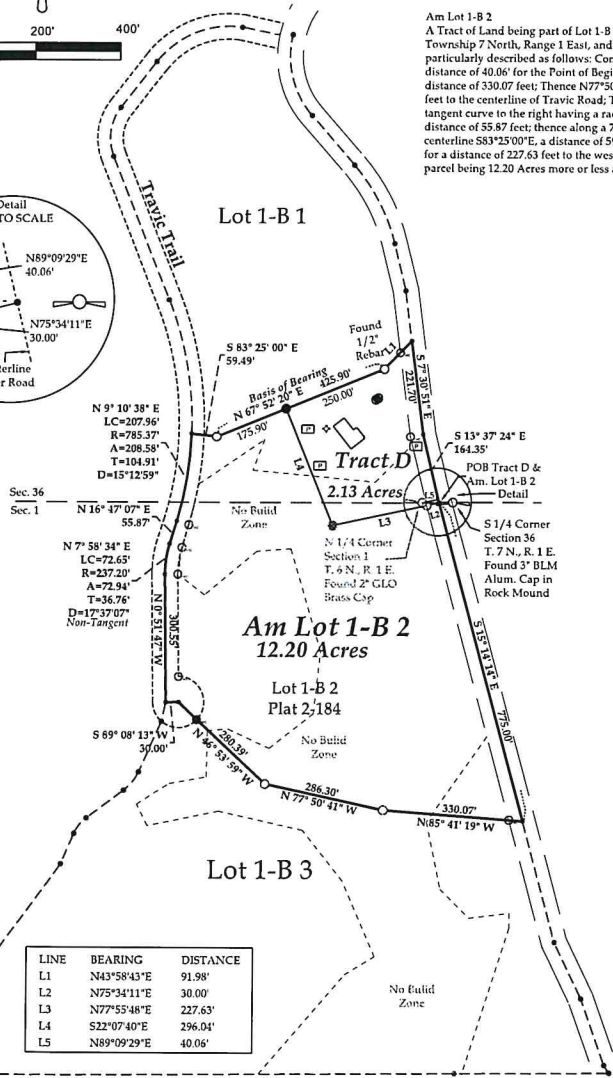 200'
400'
Am Lot 1-B 2
A Tract of Land being part of Lot 1-B
Township 7 North, Range 1 East, and
particularly described as follows: Com
distance of 40.06' for the Point of Begi
distance of 330.07 feet; Thence N77°50
feet to the centerline of Travic Road; T
tangent curve to the right having a rad
distance of 55.87 feet; thence along a 7
centerline S83°25'00"E, a distance of 59
for a distance of 227.63 feet to the west
parcel being 12.20 Acres more or less a
Detail
TO SCALE
N89°09'29"E
40.06'
N75°34'11"E
30.00'
terline
er Road
Travic Trail
Lot 1-B 1
S 83° 25' 00" E
59.49'
Found
1/2"
Rebar
L1
Basis of Bearing
N 67° 52' 20" E
425.90'
250.00'
175.90'
S 7° 30' 51" E
221.70'
N 9° 10' 38" E
LC=207.96
R=785.37
A=208.58
T=104.91
D=15°12'59"
S 13° 37' 24" E
164.35'
P
P
P
Tract D
2.13 Acres
L4
L3
L5
L2
POB Tract D &
Am. Lot 1-B 2
Detail
Sec. 36
Sec. 1
N 16° 47' 07" E
55.87'
No Build
Zone
N 1/4 Corner
Section 1
T. 6 N., R. 1 E.
Found 2" GLO
Brass Cap
S 1/4 Corner
Section 36
T. 7 N., R. 1 E.
Found 3" BLM
Alum. Cap in
Rock Mound
N 7° 58' 34" E
LC=72.65
R=237.20
A=72.94
T=36.76
D=17°37'07"
Non-Tangent
N 0° 51' 47" W
300.55'
Am Lot 1-B 2
12.20 Acres
Lot 1-B 2
Plat 2-184
S 15° 14' 14" E
775.00'
S 89° 08' 13" W
30.00'
280.39'
N 46° 53' 59" W
No Bulid
Zone
286.30'
N 77° 50' 41" W
330.07'
N 85° 41' 19" W
Lot 1-B 3
No Bulid
Zone
LINE BEARING DISTANCE
L1 N43°58'43"E 91.98'
L2 N75°34'11"E 30.00'
L3 N77°55'48"E 227.63'
L4 S22°07'40"E 296.04'
L5 N89°09'29"E 40.06'